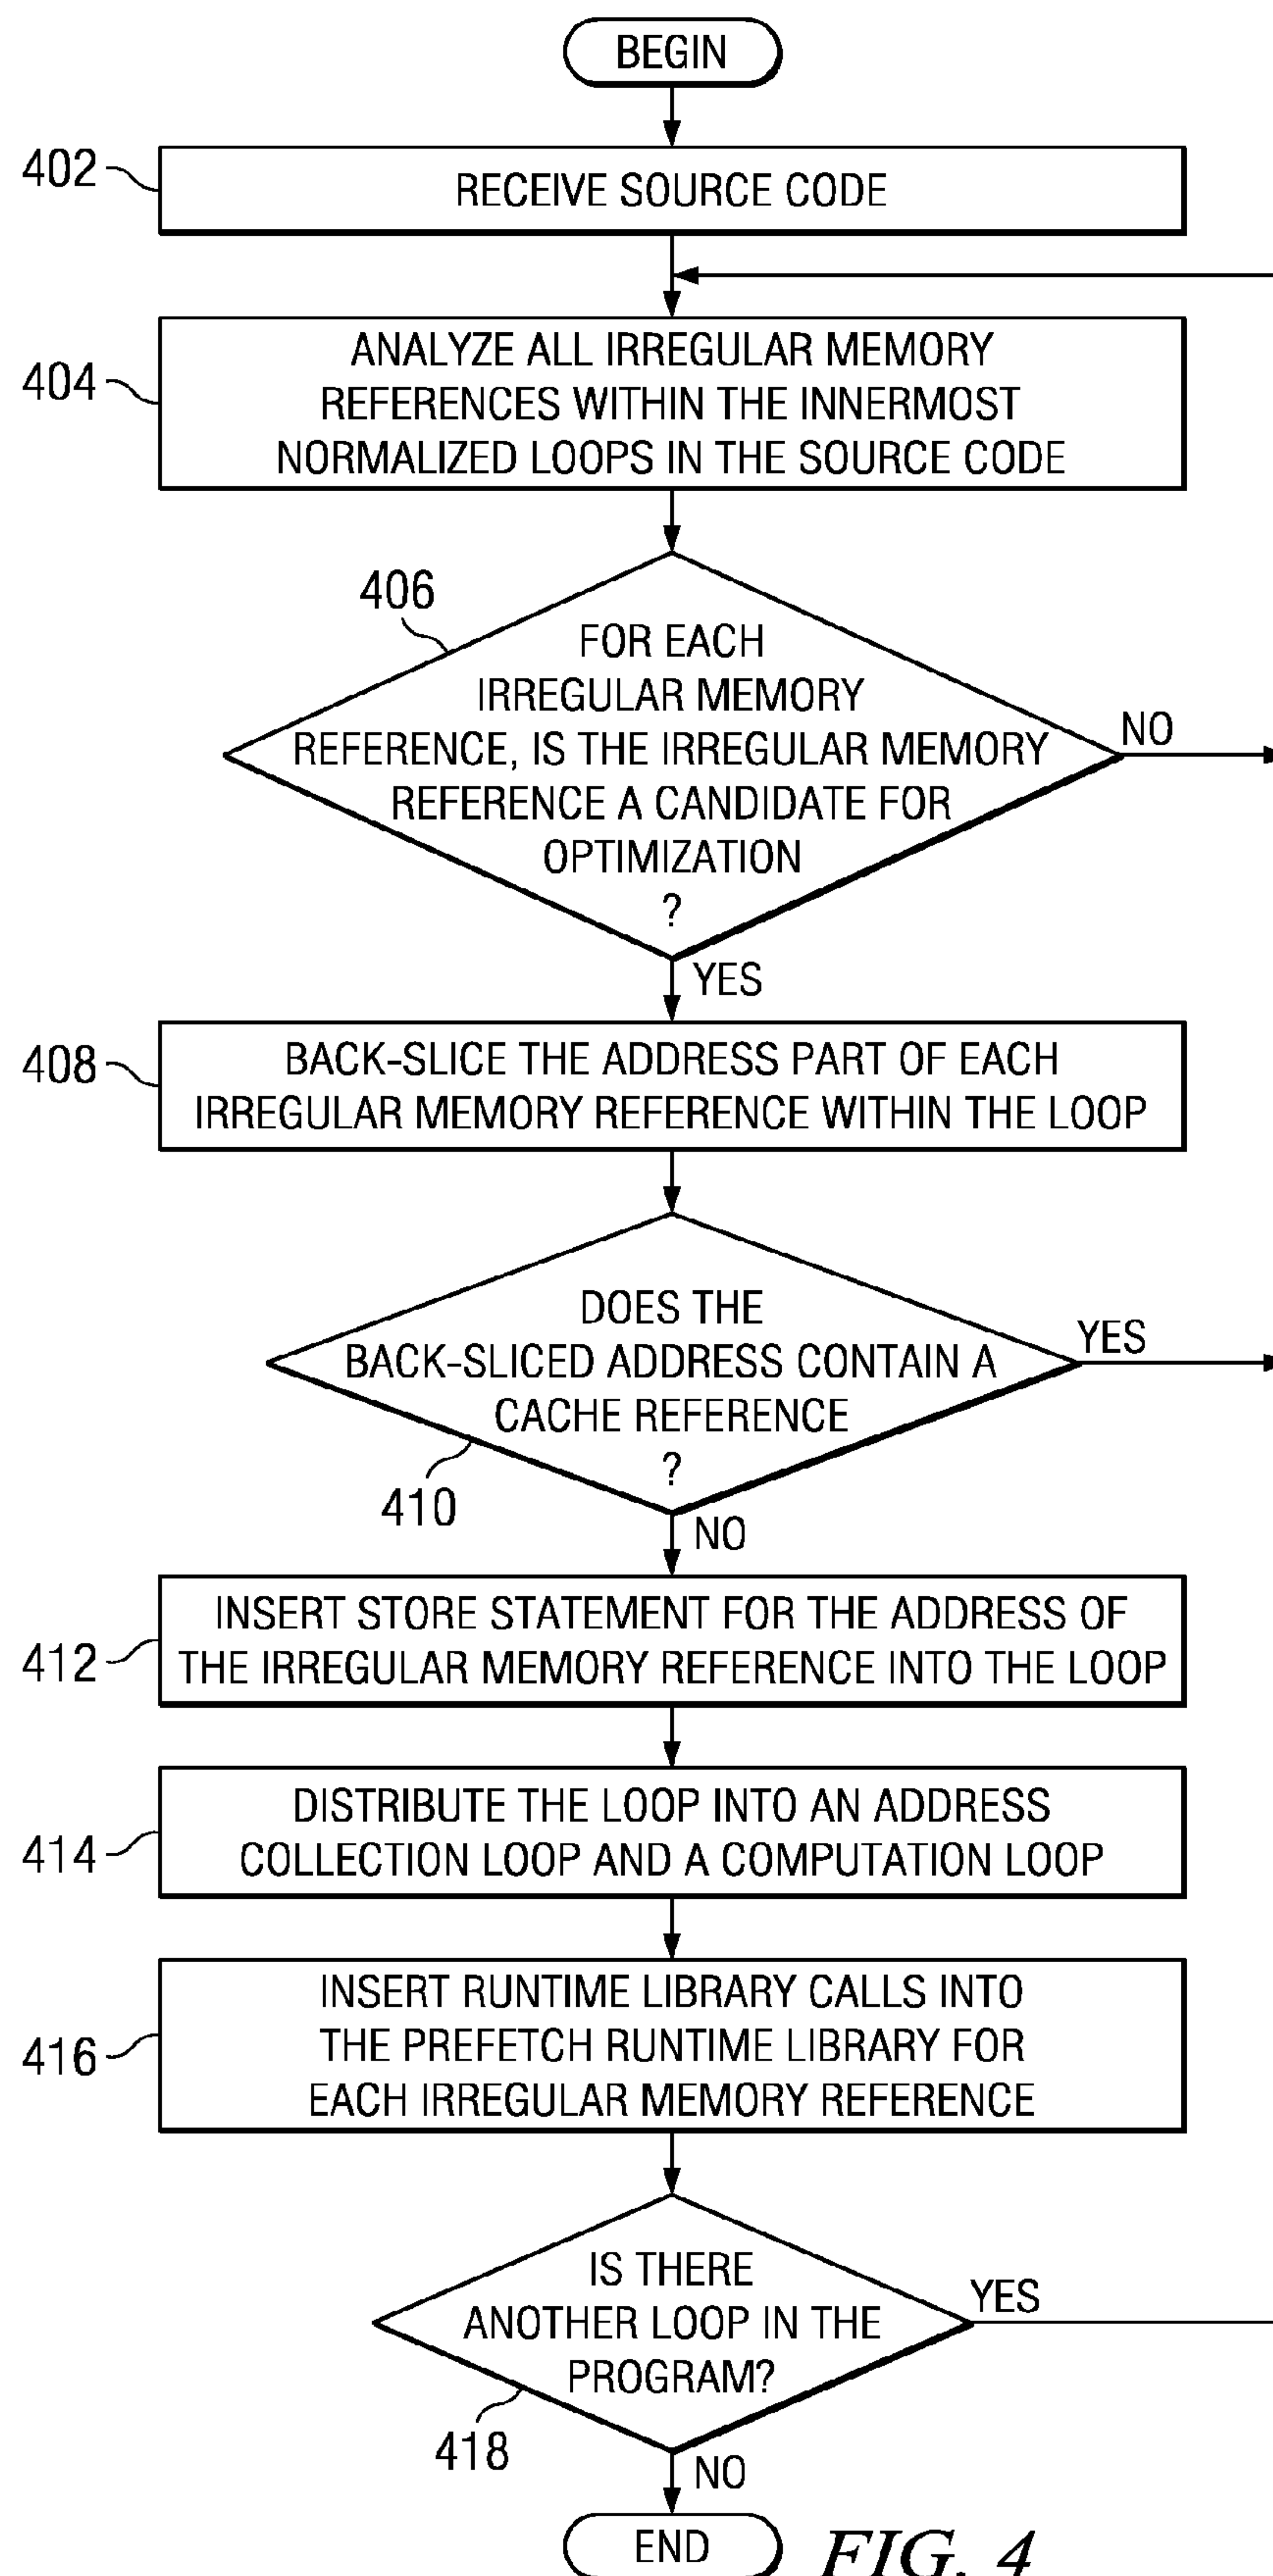 BEGIN
402
RECEIVE SOURCE CODE
404
ANALYZE ALL IRREGULAR MEMORY
REFERENCES WITHIN THE INNERMOST
NORMALIZED LOOPS IN THE SOURCE CODE
406
FOR EACH
IRREGULAR MEMORY
REFERENCE, IS THE IRREGULAR MEMORY
REFERENCE A CANDIDATE FOR
OPTIMIZATION
?
NO
YES
408
BACK-SLICE THE ADDRESS PART OF EACH
IRREGULAR MEMORY REFERENCE WITHIN THE LOOP
DOES THE
BACK-SLICED ADDRESS CONTAIN A
CACHE REFERENCE
?
YES
410
NO
412
INSERT STORE STATEMENT FOR THE ADDRESS OF
THE IRREGULAR MEMORY REFERENCE INTO THE LOOP
414
DISTRIBUTE THE LOOP INTO AN ADDRESS
COLLECTION LOOP AND A COMPUTATION LOOP
416
INSERT RUNTIME LIBRARY CALLS INTO
THE PREFETCH RUNTIME LIBRARY FOR
EACH IRREGULAR MEMORY REFERENCE
IS THERE
ANOTHER LOOP IN THE
PROGRAM?
YES
418
NO
END
FIG. 4